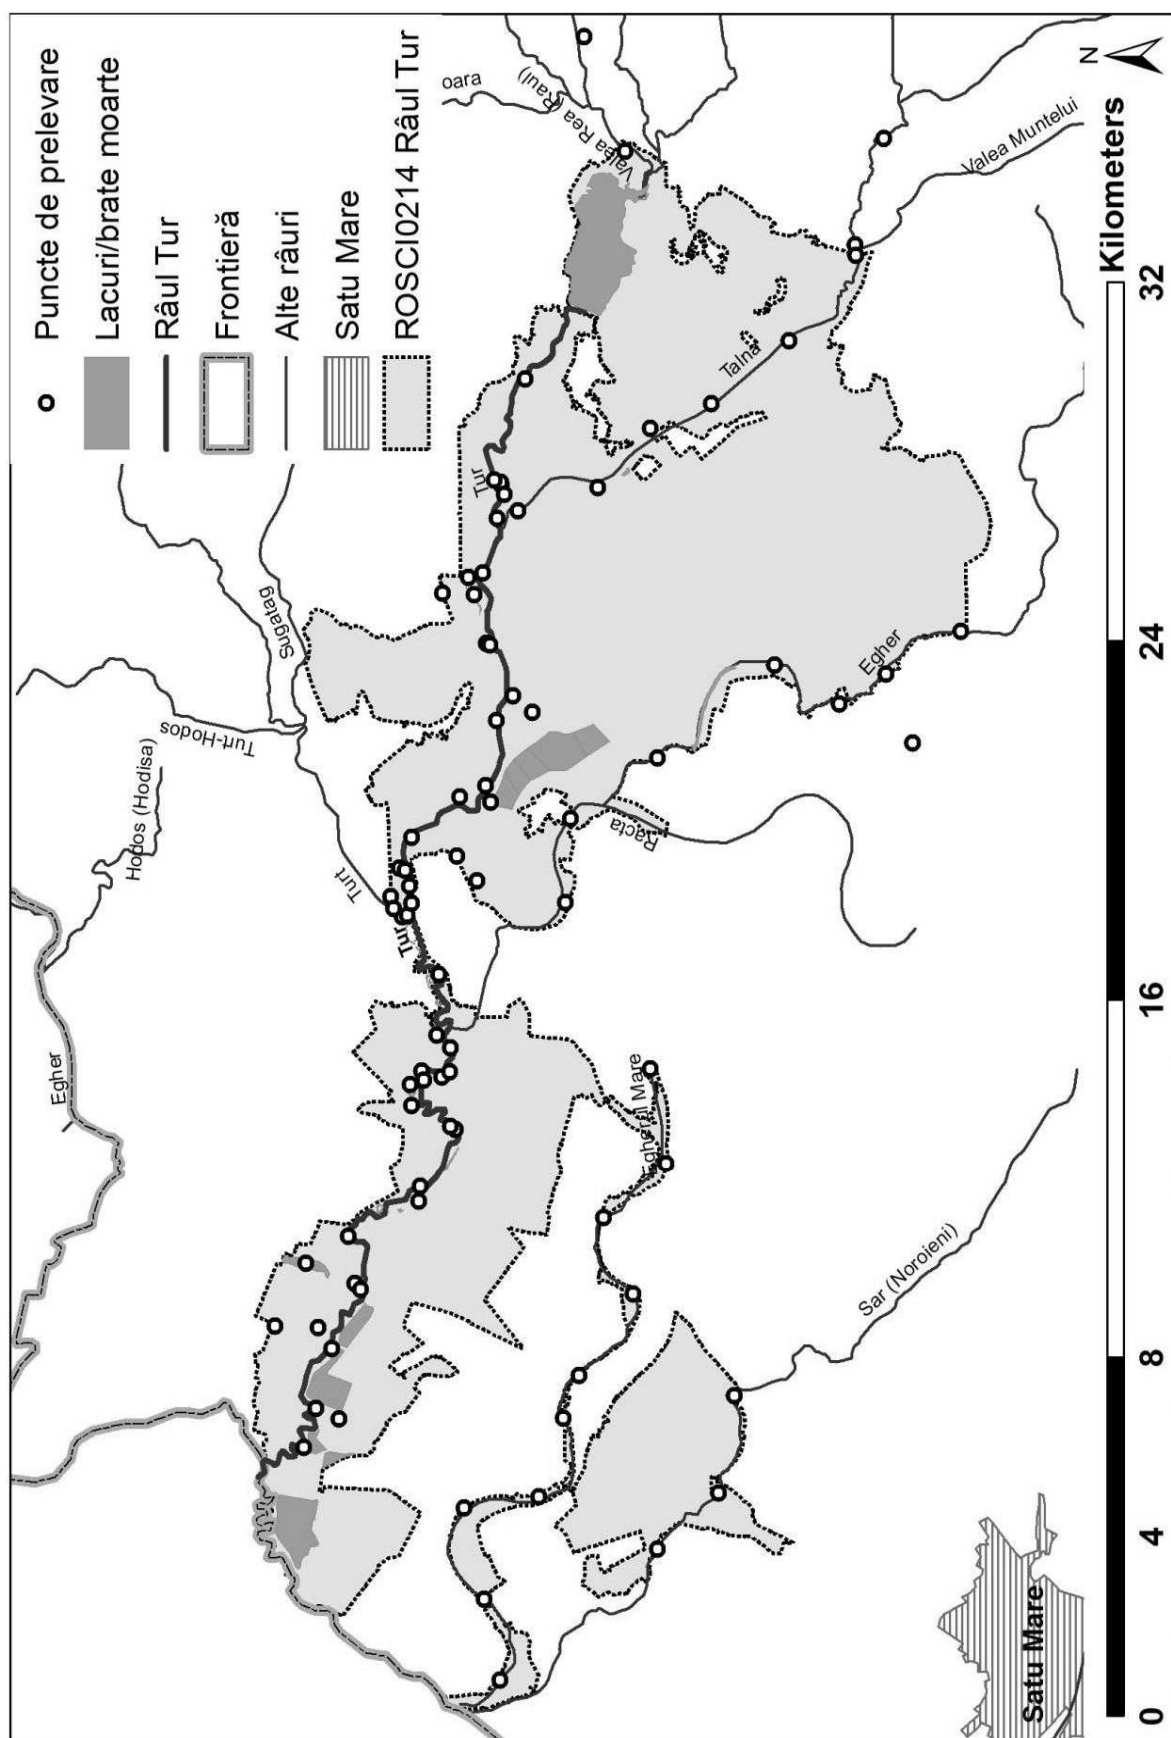 Puncte de prelevare
Lacuri/brate moarte
Râul Tur
Frontieră
Alte râuri
Satu Mare
ROSCI0214 Râul Tur
oara
Valea Rea (Raul)
Valea Muntelui
N
Kilometers
Talna
Tur
Sugatag
Turt-Hodos
Hodos (Hodisa)
Turt
Tur
Egher
Racta
Egher
Egherul Mare
Sar (Noroieni)
Satu Mare
0 4 8 16 24 32